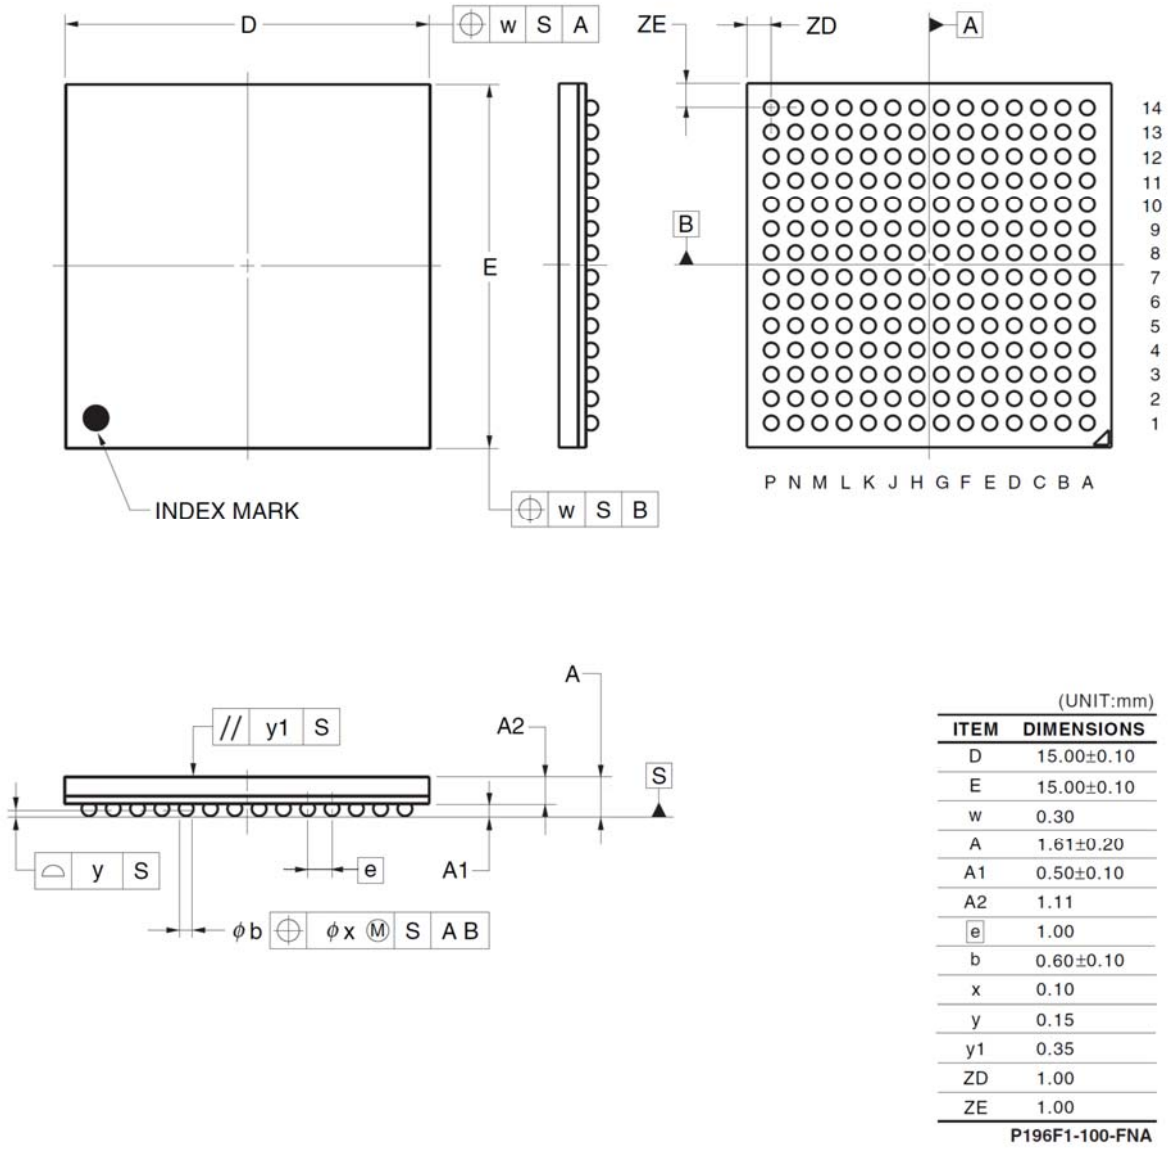 D
w S A
ZE
ZD
A
14
13
12
11
10
9
8
7
6
5
4
3
2
1
B
E
P N M L K J H G F E D C B A
INDEX MARK
w S B
A
A2
// y1 S
S
y S
e
A1
φb φx Ⓜ S A B
(UNIT:mm)
ITEM DIMENSIONS
D 15.00±0.10
E 15.00±0.10
w 0.30
A 1.61±0.20
A1 0.50±0.10
A2 1.11
e 1.00
b 0.60±0.10
x 0.10
y 0.15
y1 0.35
ZD 1.00
ZE 1.00
P196F1-100-FNA